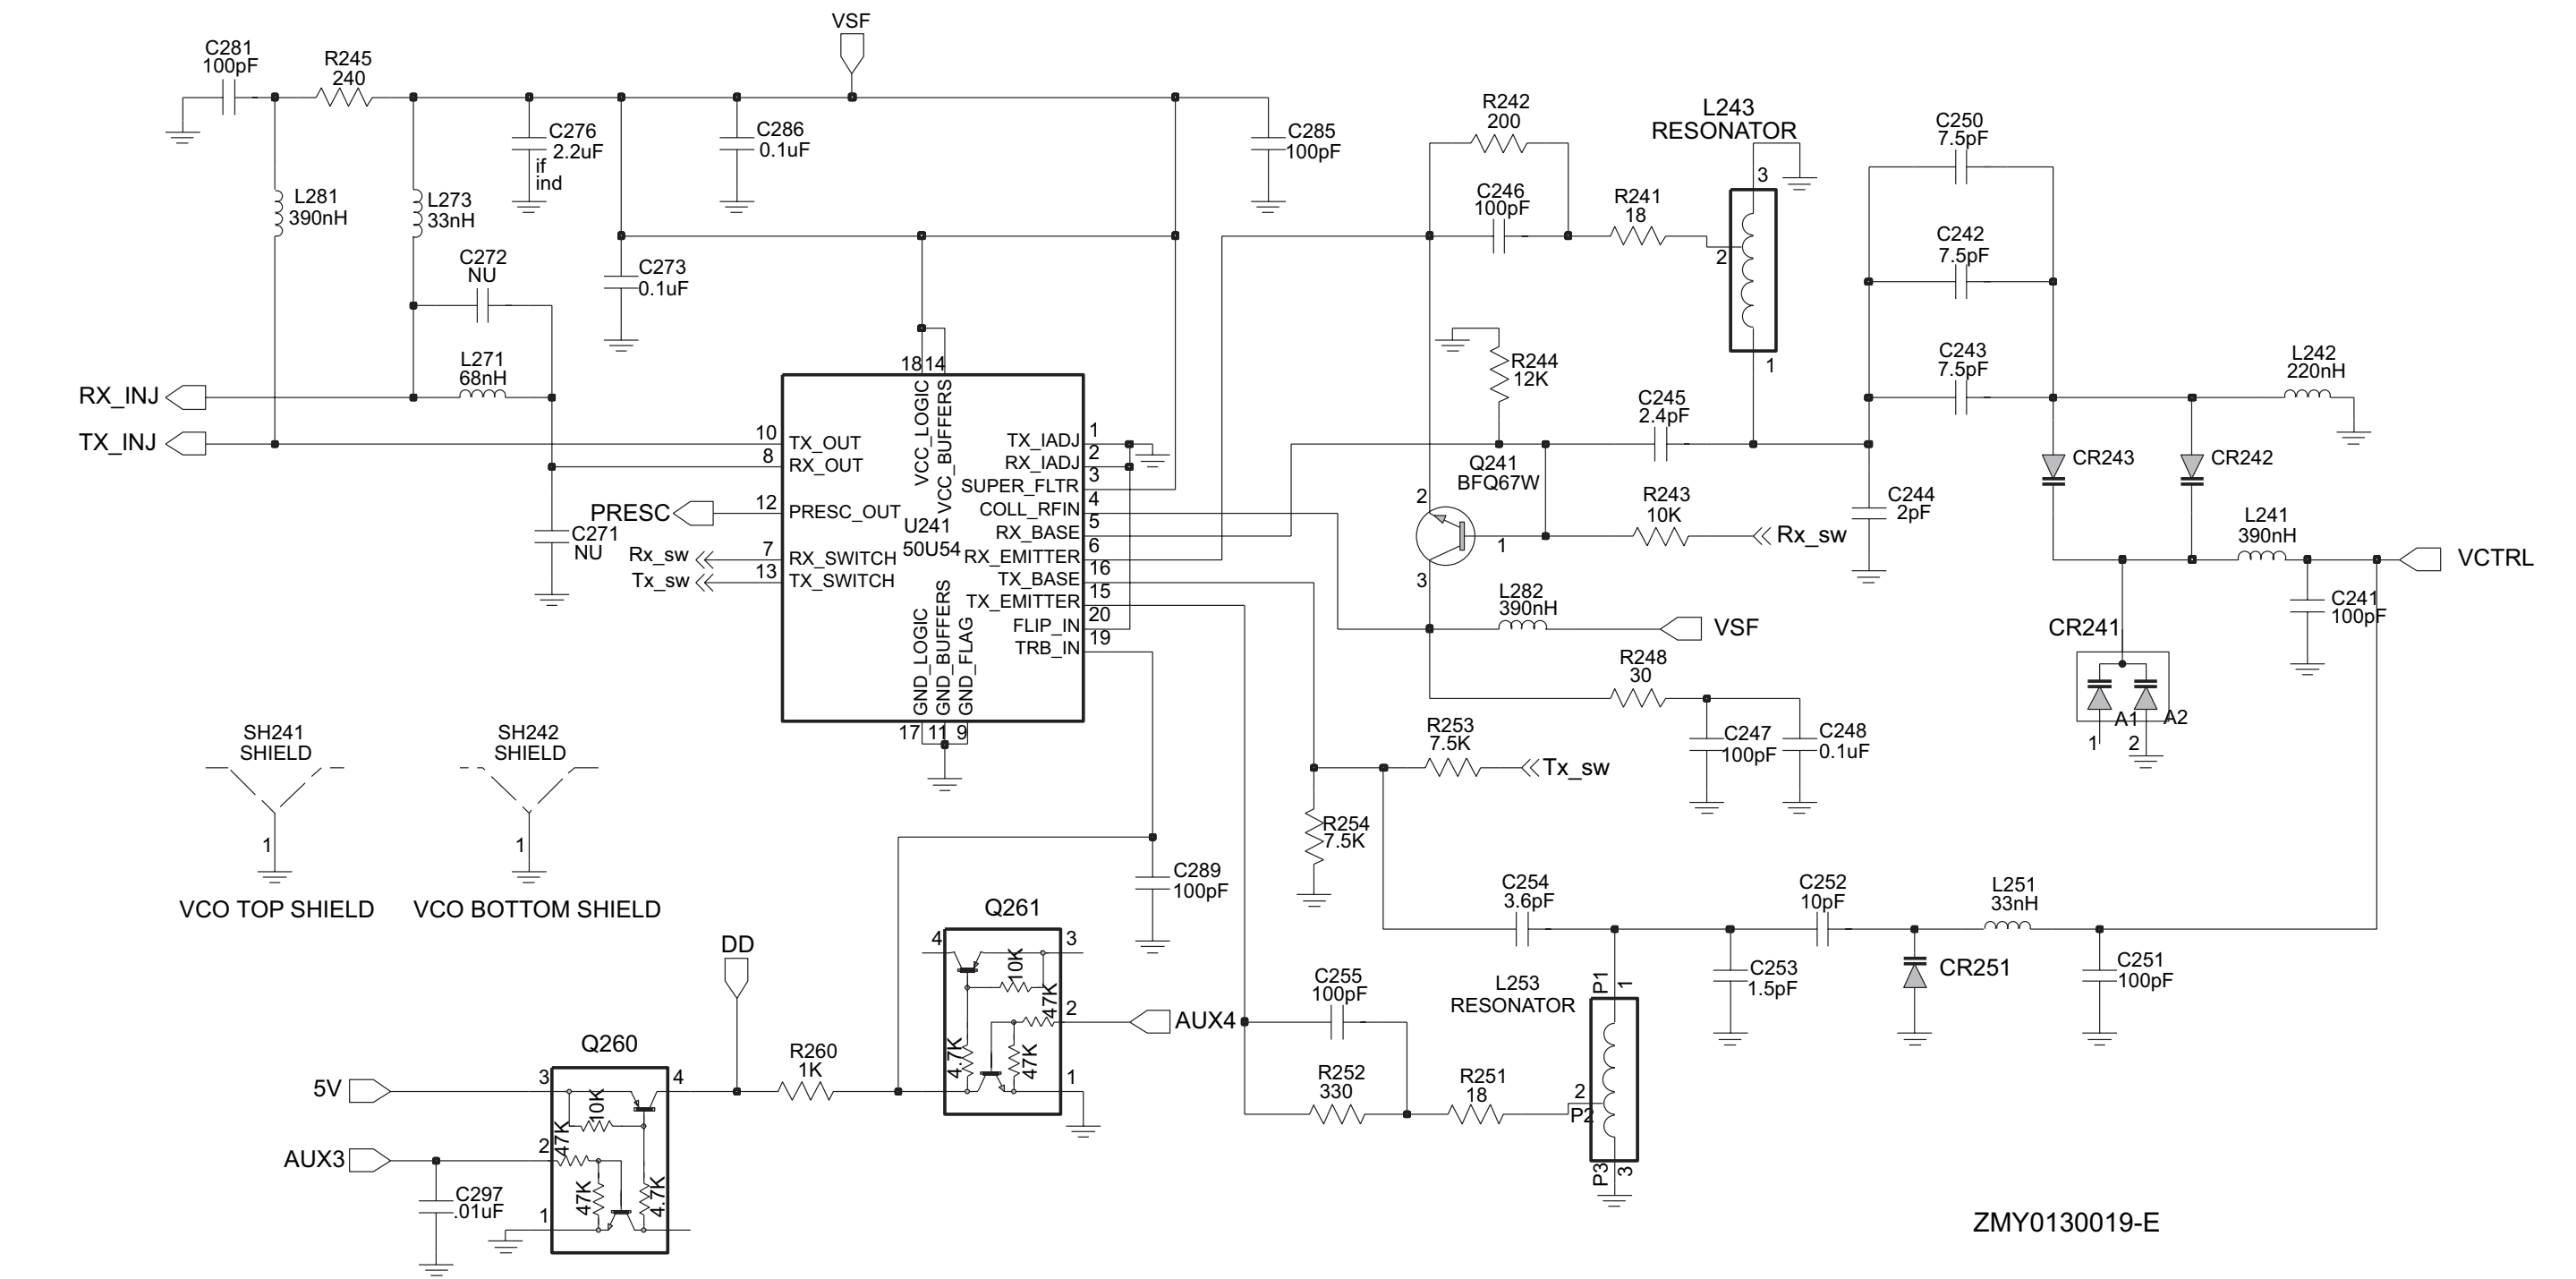 VSF
C281
100pF
R245
240
C276
2.2uF
if
ind
C286
0.1uF
C285
100pF
R242
200
L243
RESONATOR
C250
7.5pF
L281
390nH
L273
33nH
C246
100pF
R241
18
3
2
1
C242
7.5pF
C272
NU
C273
0.1uF
R244
12K
C243
7.5pF
L242
220nH
L271
68nH
RX_INJ
TX_INJ
C245
2.4pF
18
14
VCC_LOGIC
VCC_BUFFERS
10
TX_OUT
8
RX_OUT
12
PRESC_OUT
7
RX_SWITCH
13
TX_SWITCH
U241
50U54
TX_IADJ
1
RX_IADJ
2
SUPER_FLTR
3
COLL_RFIN
4
RX_BASE
5
RX_EMITTER
6
TX_BASE
16
TX_EMITTER
15
FLIP_IN
20
TRB_IN
19
GND_LOGIC
GND_BUFFERS
GND_FLAG
17
11
9
PRESC
Rx_sw
Tx_sw
C271
NU
Q241
BFQ67W
2
1
3
R243
10K
Rx_sw
C244
2pF
CR243
CR242
L241
390nH
VCTRL
C241
100pF
CR241
A1
A2
1
2
L282
390nH
VSF
R248
30
C247
100pF
C248
0.1uF
R253
7.5K
Tx_sw
R254
7.5K
SH241
SHIELD
1
VCO TOP SHIELD
SH242
SHIELD
1
VCO BOTTOM SHIELD
C289
100pF
Q261
4
3
10K
47K
2
4.7K
47K
1
AUX4
DD
R260
1K
Q260
5V
3
4
10K
47K
AUX3
2
47K
4.7K
1
C297
.01uF
C254
3.6pF
C252
10pF
L251
33nH
C253
1.5pF
CR251
C251
100pF
C255
100pF
L253
RESONATOR
P1
1
R252
330
R251
18
2
P2
P3
3
ZMY0130019-E